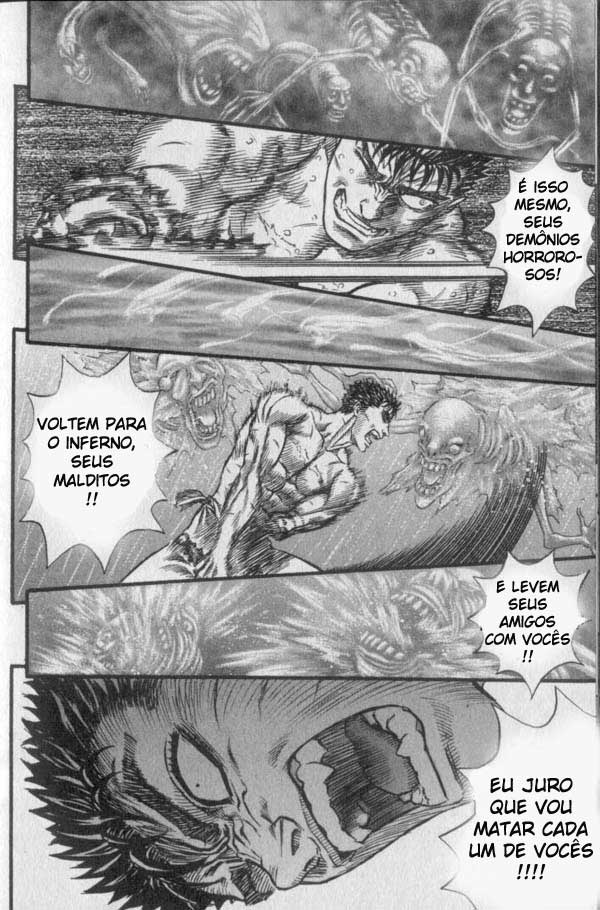 É ISSO
MESMO,
SEUS
DEMÔNIOS
HORRORO-
SOS!
VOLTEM PARA
O INFERNO,
SEUS
MALDITOS
!!
E LEVEM
SEUS
AMIGOS
COM VOCÊS
!!
EU JURO
QUE VOU
MATAR CADA
UM DE VOCÊS
!!!!